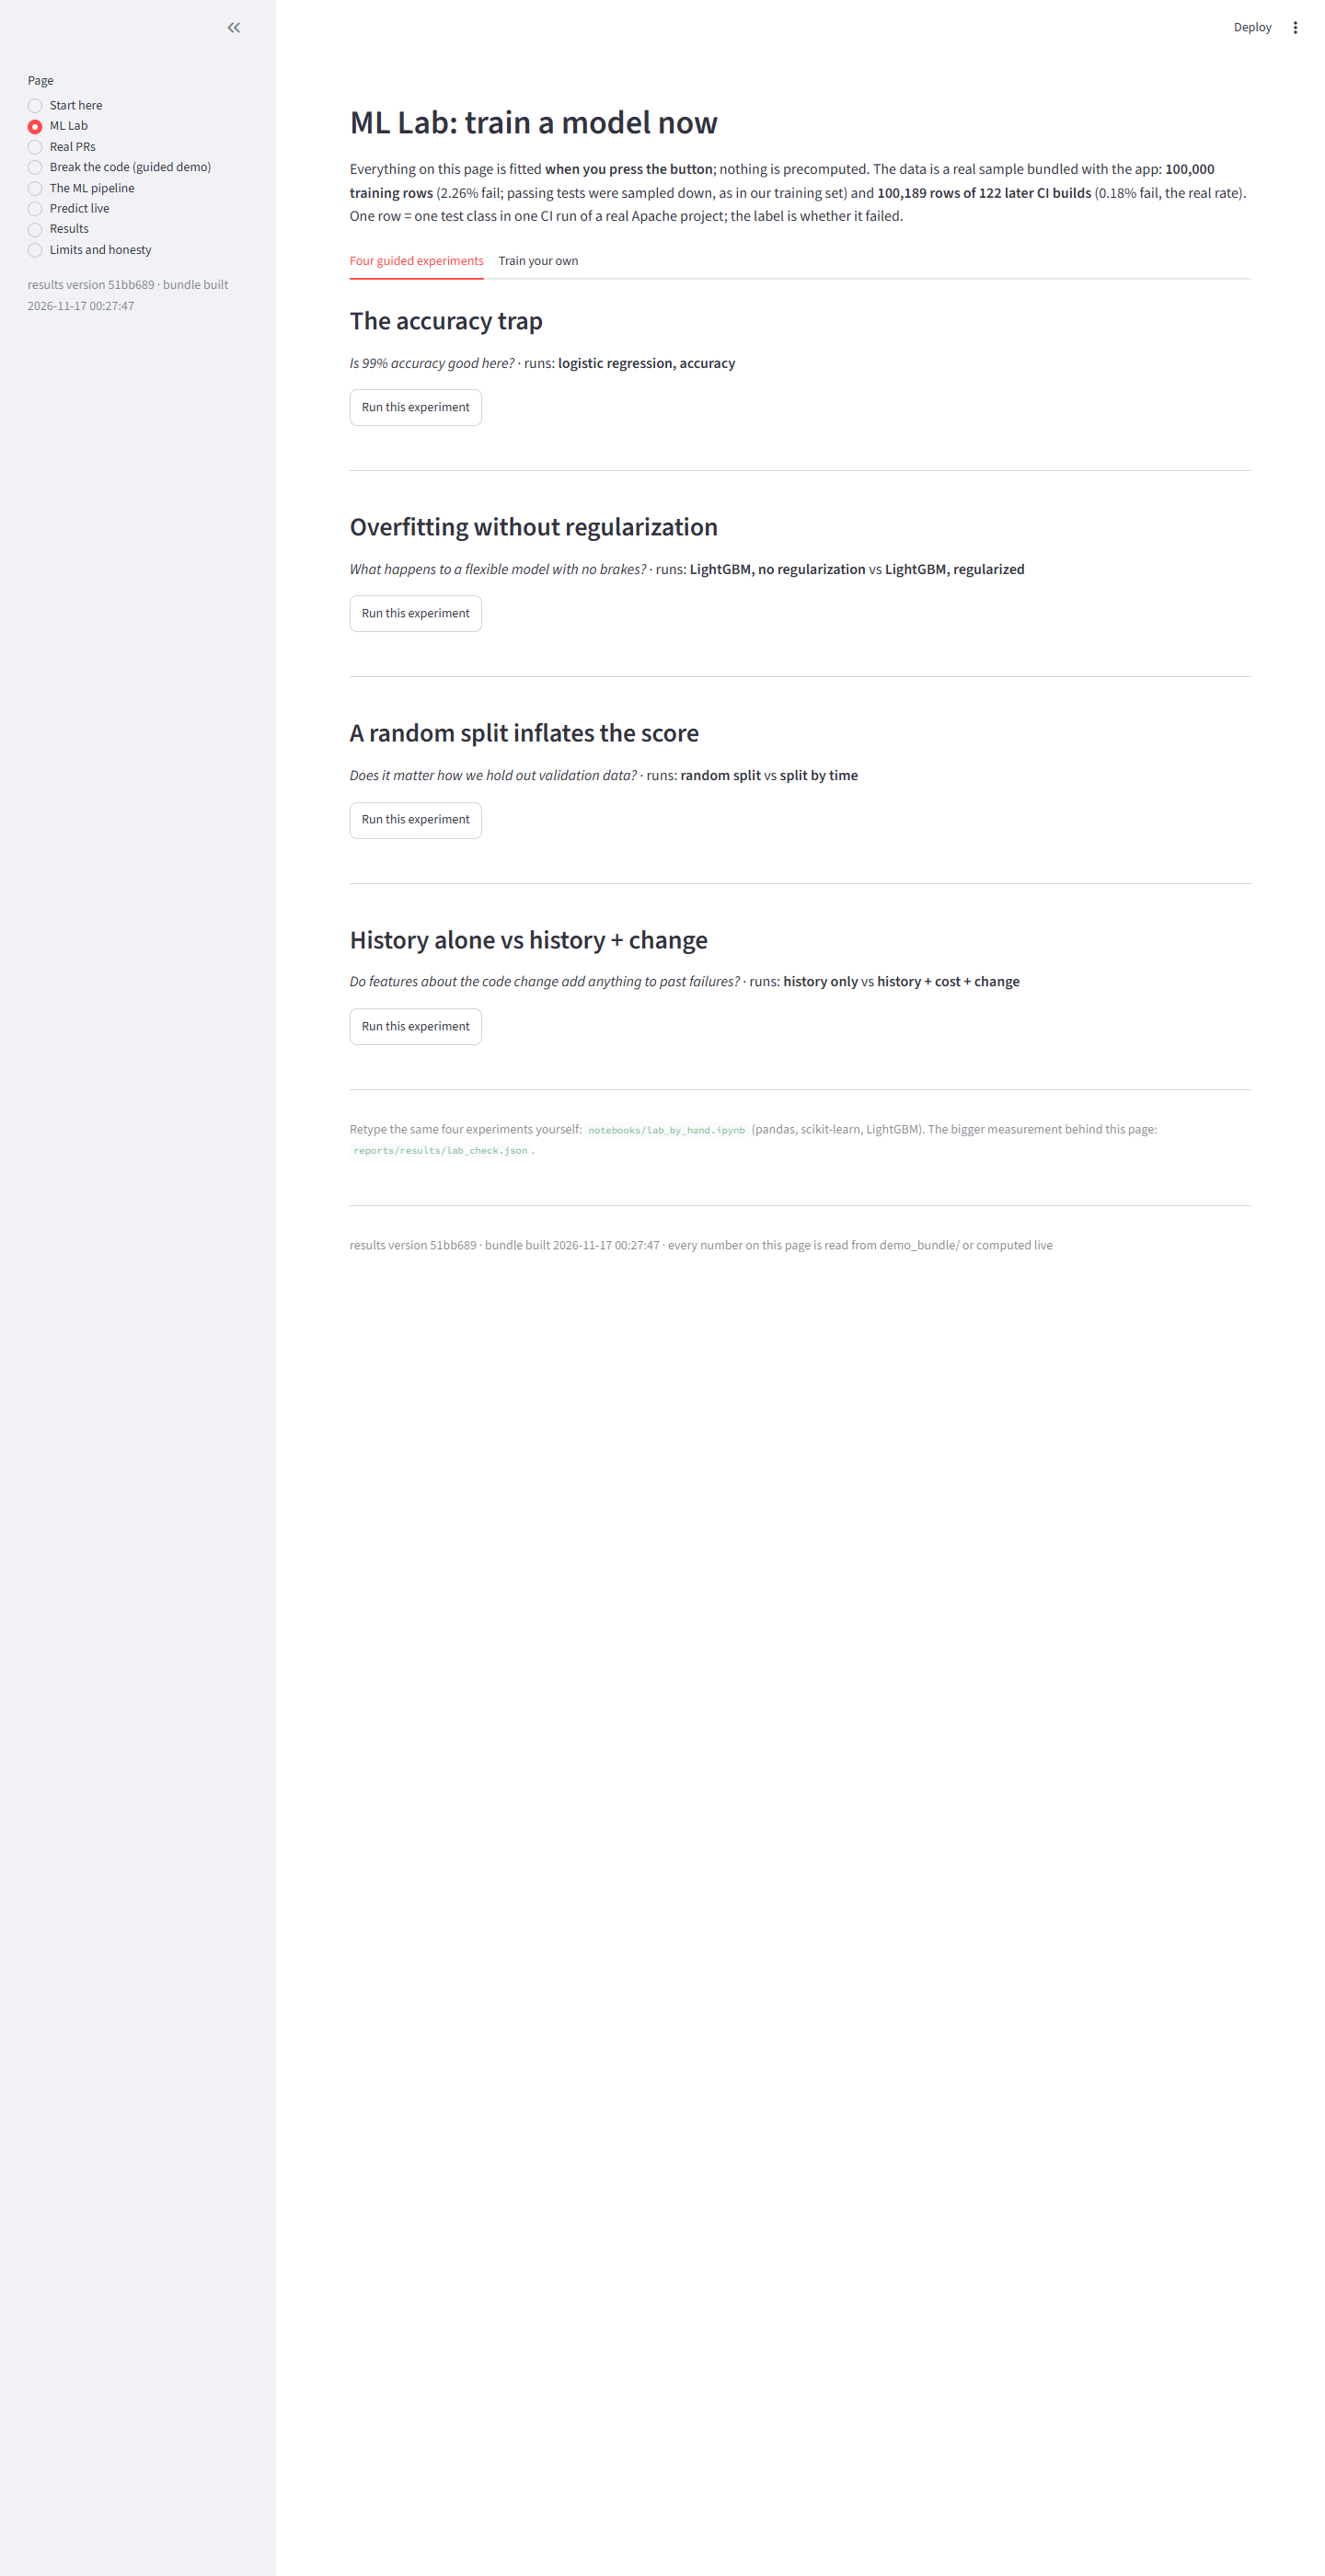 Deploy
Page
Start here
ML Lab
Real PRs
Break the code (guided demo)
The ML pipeline
Predict live
Results
Limits and honesty
results version 51bb689 · bundle built
2026-11-17 00:27:47
ML Lab: train a model now
Everything on this page is fitted when you press the button; nothing is precomputed. The data is a real sample bundled with the app: 100,000
training rows (2.26% fail; passing tests were sampled down, as in our training set) and 100,189 rows of 122 later CI builds (0.18% fail, the real rate).
One row = one test class in one CI run of a real Apache project; the label is whether it failed.
Four guided experiments
Train your own
The accuracy trap
Is 99% accuracy good here? · runs: logistic regression, accuracy
Run this experiment
Overfitting without regularization
What happens to a flexible model with no brakes? · runs: LightGBM, no regularization vs LightGBM, regularized
Run this experiment
A random split inflates the score
Does it matter how we hold out validation data? · runs: random split vs split by time
Run this experiment
History alone vs history + change
Do features about the code change add anything to past failures? · runs: history only vs history + cost + change
Run this experiment
Retype the same four experiments yourself: notebooks/lab_by_hand.ipynb (pandas, scikit-learn, LightGBM). The bigger measurement behind this page:
reports/results/lab_check.json.
results version 51bb689 · bundle built 2026-11-17 00:27:47 · every number on this page is read from demo_bundle/ or computed live